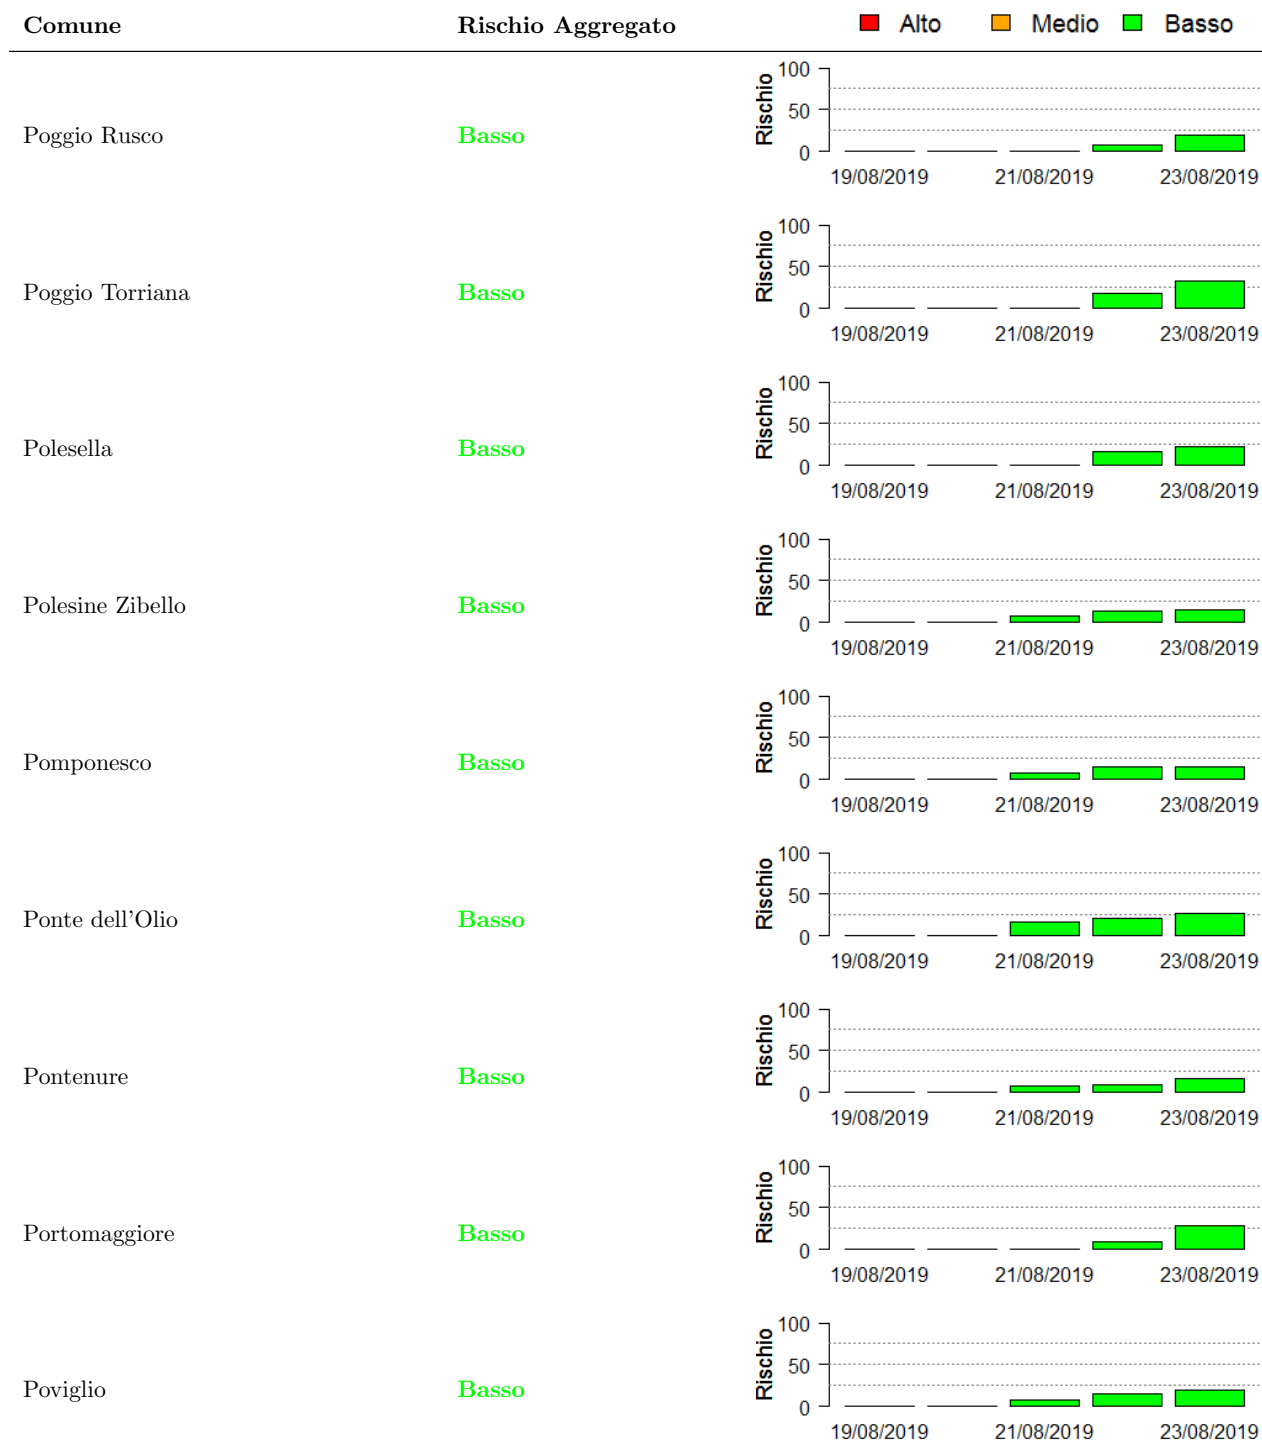 Comune Rischio Aggregato Alto Medio Basso
100
50
0
Rischio
Poggio Rusco Basso
19/08/2019 21/08/2019 23/08/2019
100
50
0
Rischio
Poggio Torriana Basso
19/08/2019 21/08/2019 23/08/2019
100
50
0
Rischio
Polesella Basso
19/08/2019 21/08/2019 23/08/2019
100
50
0
Rischio
Polesine Zibello Basso
19/08/2019 21/08/2019 23/08/2019
100
50
0
Rischio
Pomponesco Basso
19/08/2019 21/08/2019 23/08/2019
100
50
0
Rischio
Ponte dell'Olio Basso
19/08/2019 21/08/2019 23/08/2019
100
50
0
Rischio
Pontenure Basso
19/08/2019 21/08/2019 23/08/2019
100
50
0
Rischio
Portomaggiore Basso
19/08/2019 21/08/2019 23/08/2019
100
50
0
Rischio
Poviglio Basso
19/08/2019 21/08/2019 23/08/2019